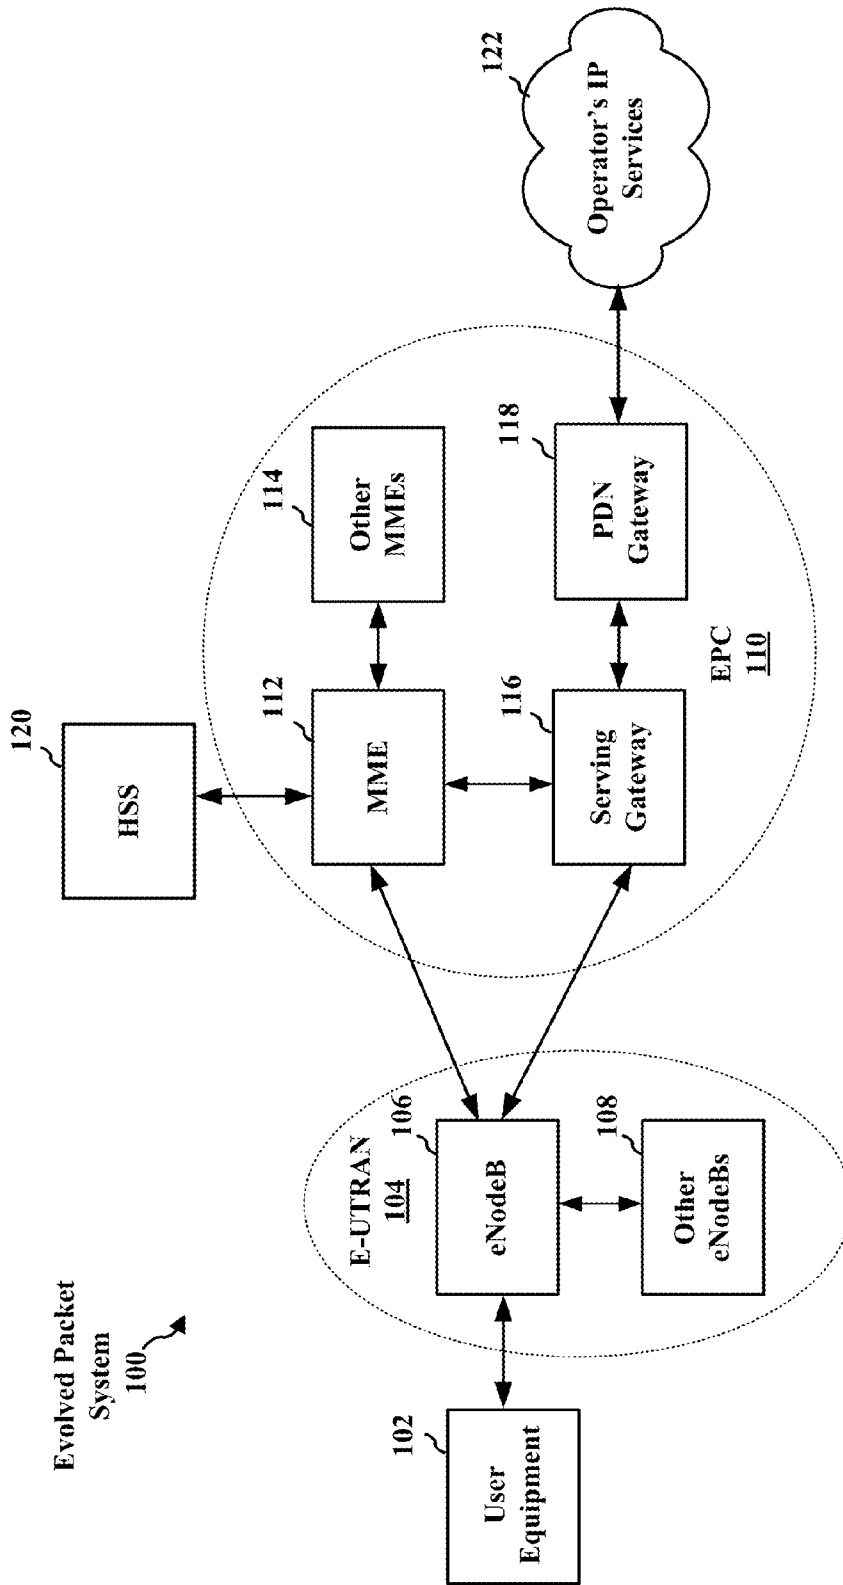 Evolved Packet
System
100
120
HSS
E-UTRAN
104
102
User
Equipment
106
eNodeB
108
Other
eNodeBs
112
MME
114
Other
MMEs
116
Serving
Gateway
118
PDN
Gateway
EPC
110
122
Operator's IP
Services